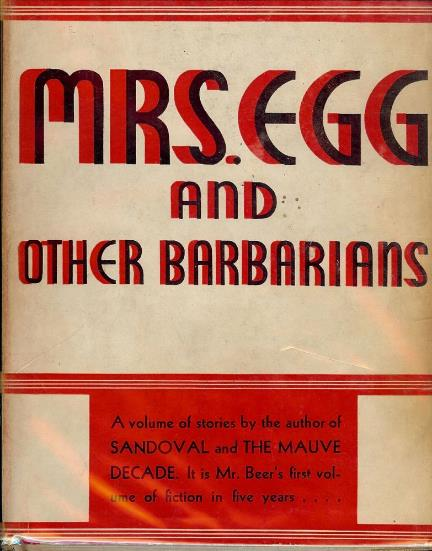 MRS. EGG
AND
OTHER BARBARIANS
A volume of stories by the author of
SANDOVAL and THE MAUVE
DECADE. It is Mr. Beer's first vol-
ume of fiction in five years . . . .